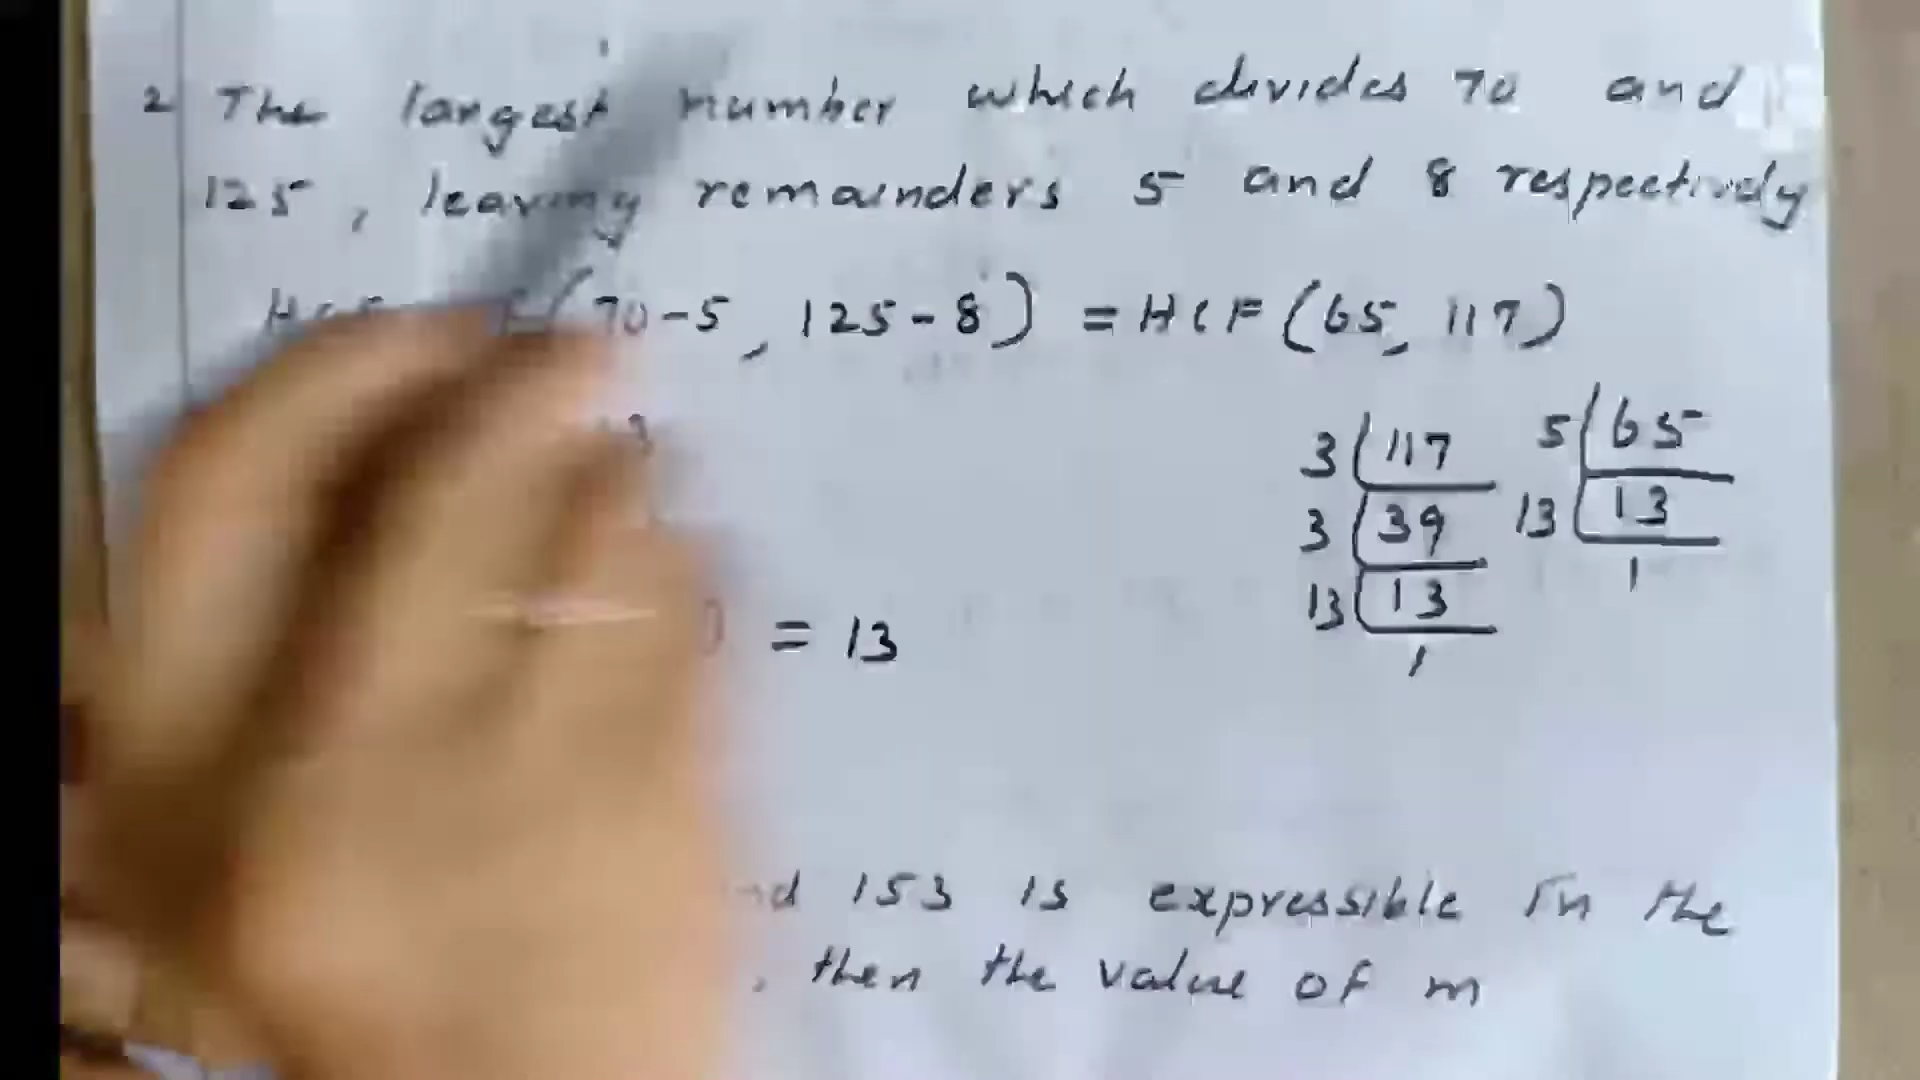 2 The largest number which divides 70 and
125, leaving remainders 5 and 8 respectively
(70-5, 125-8) = HCF (65, 117)
3 117 5 65
3 39 13 13
13 13 1
1
= 13
153 is expressible in the
, then the value of m